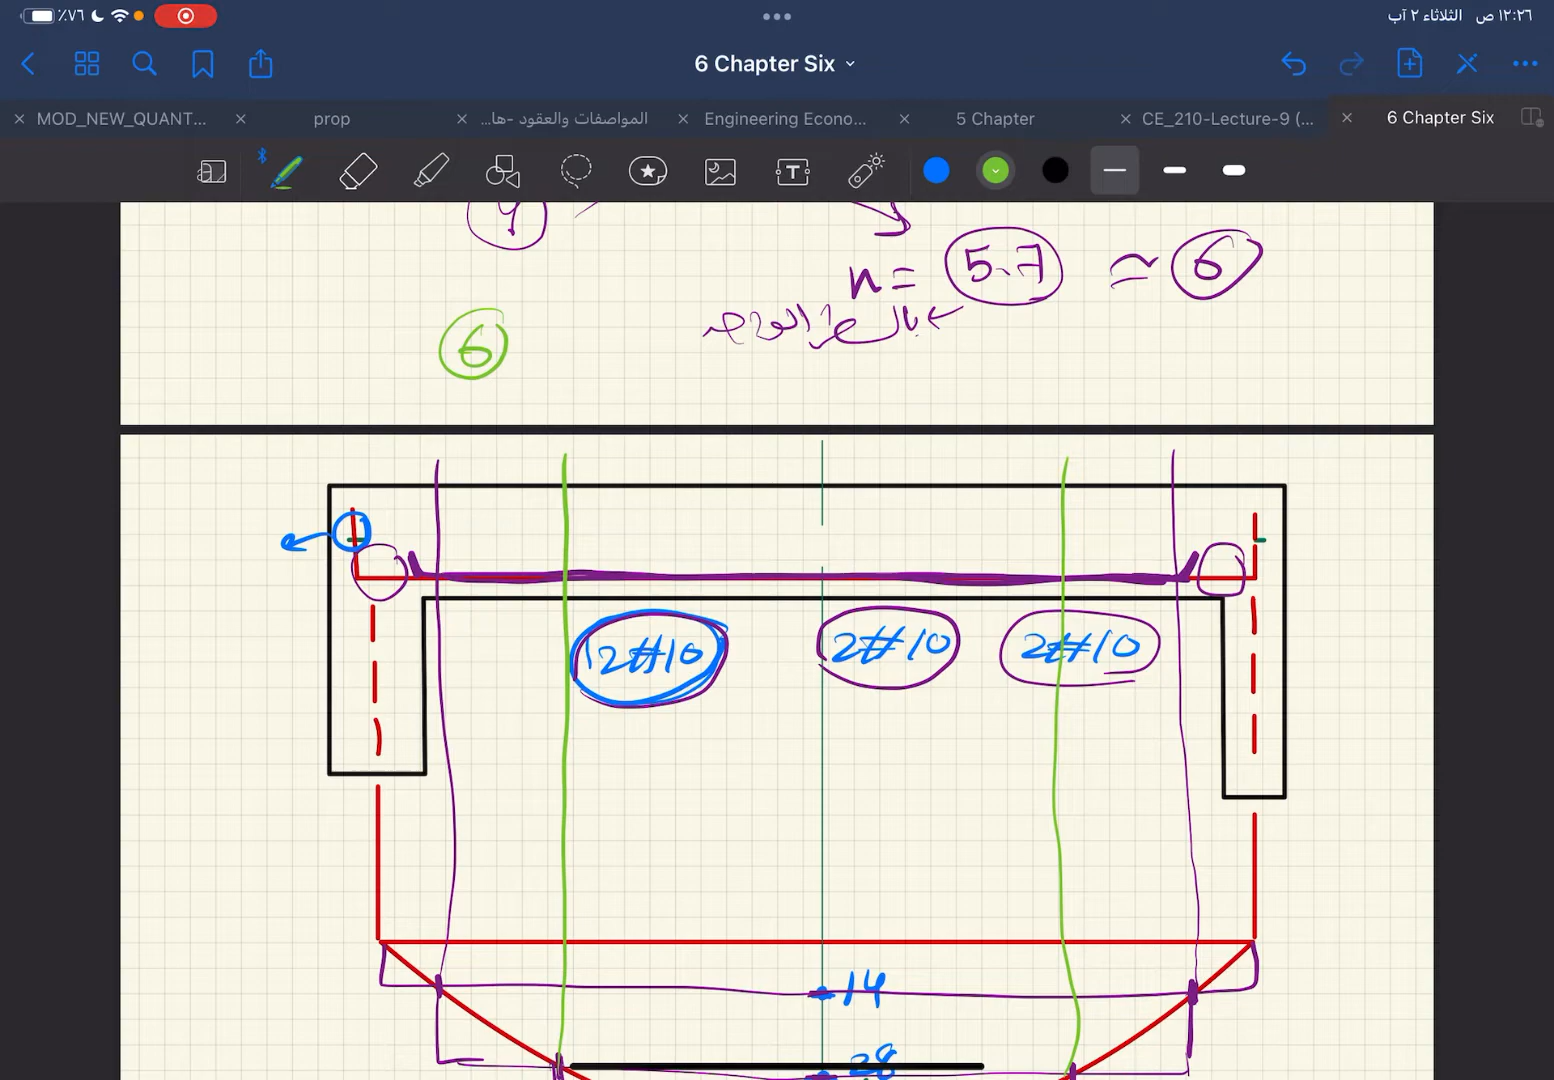 ٪٧٦
١٢:٢٦ ص الثلاثاء ٢ آب
6 Chapter Six
MOD_NEW_QUANT...
prop
المواصفات والعقود -ها...
Engineering Econo...
5 Chapter
CE_210-Lecture-9 (...
6 Chapter Six
T
n = 5.7 ≃ 6
6
2#10 2#10 2#10
14
28